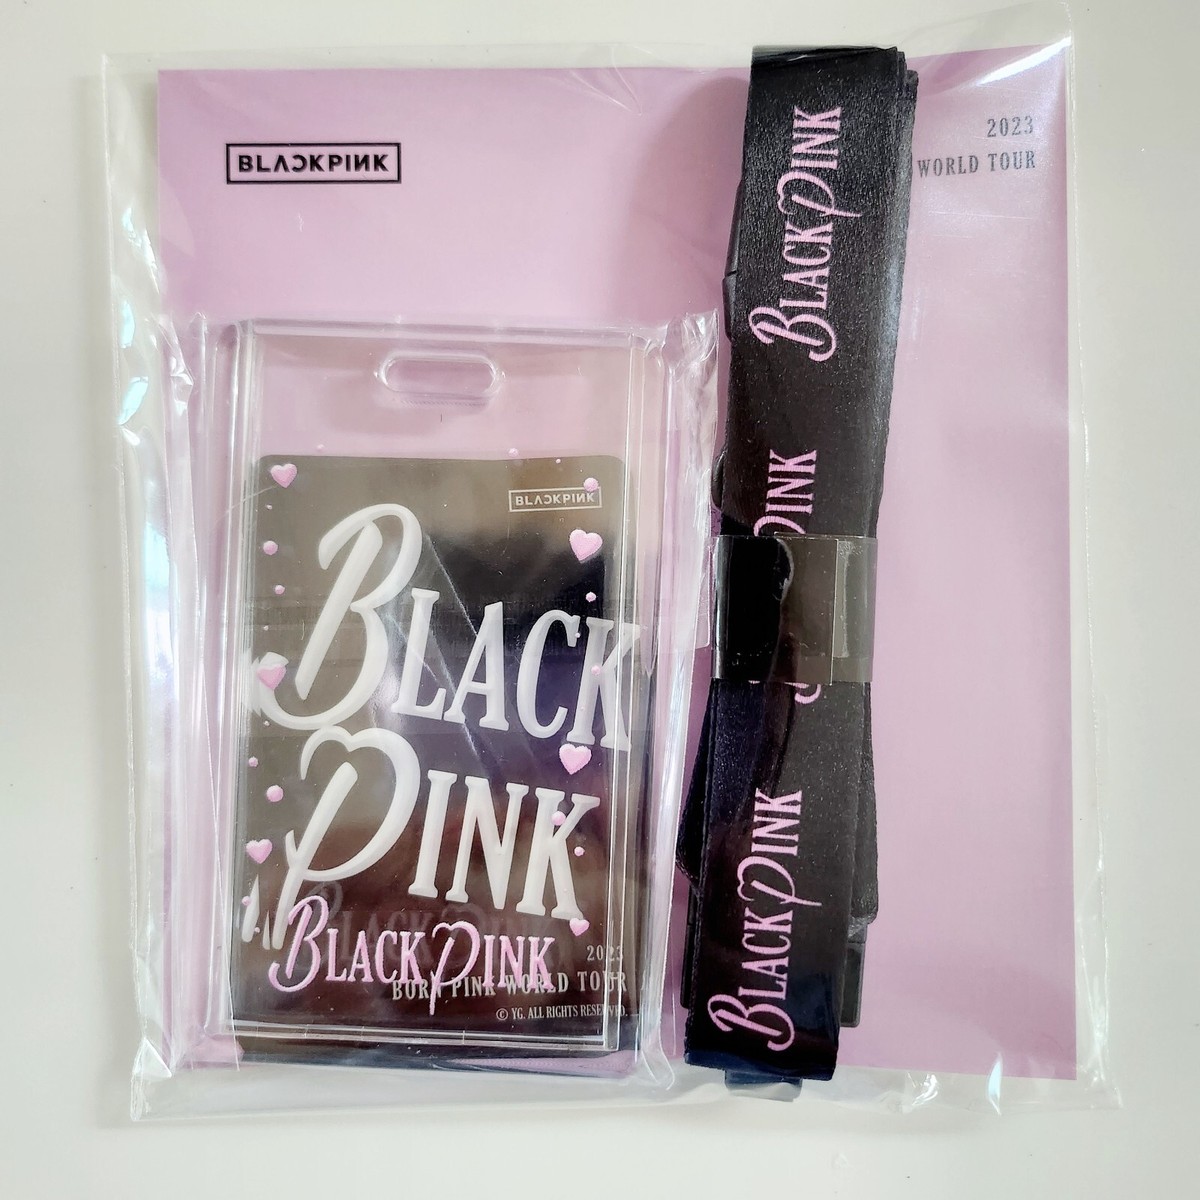 BLACKPINK
2023
WORLD TOUR
BLACKPINK
PINK
BLACKPINK
BLACKPINK
BLACK
PINK
BLACKPINK
2023
BORN PINK WORLD TOUR
© YG. ALL RIGHTS RESERVED.